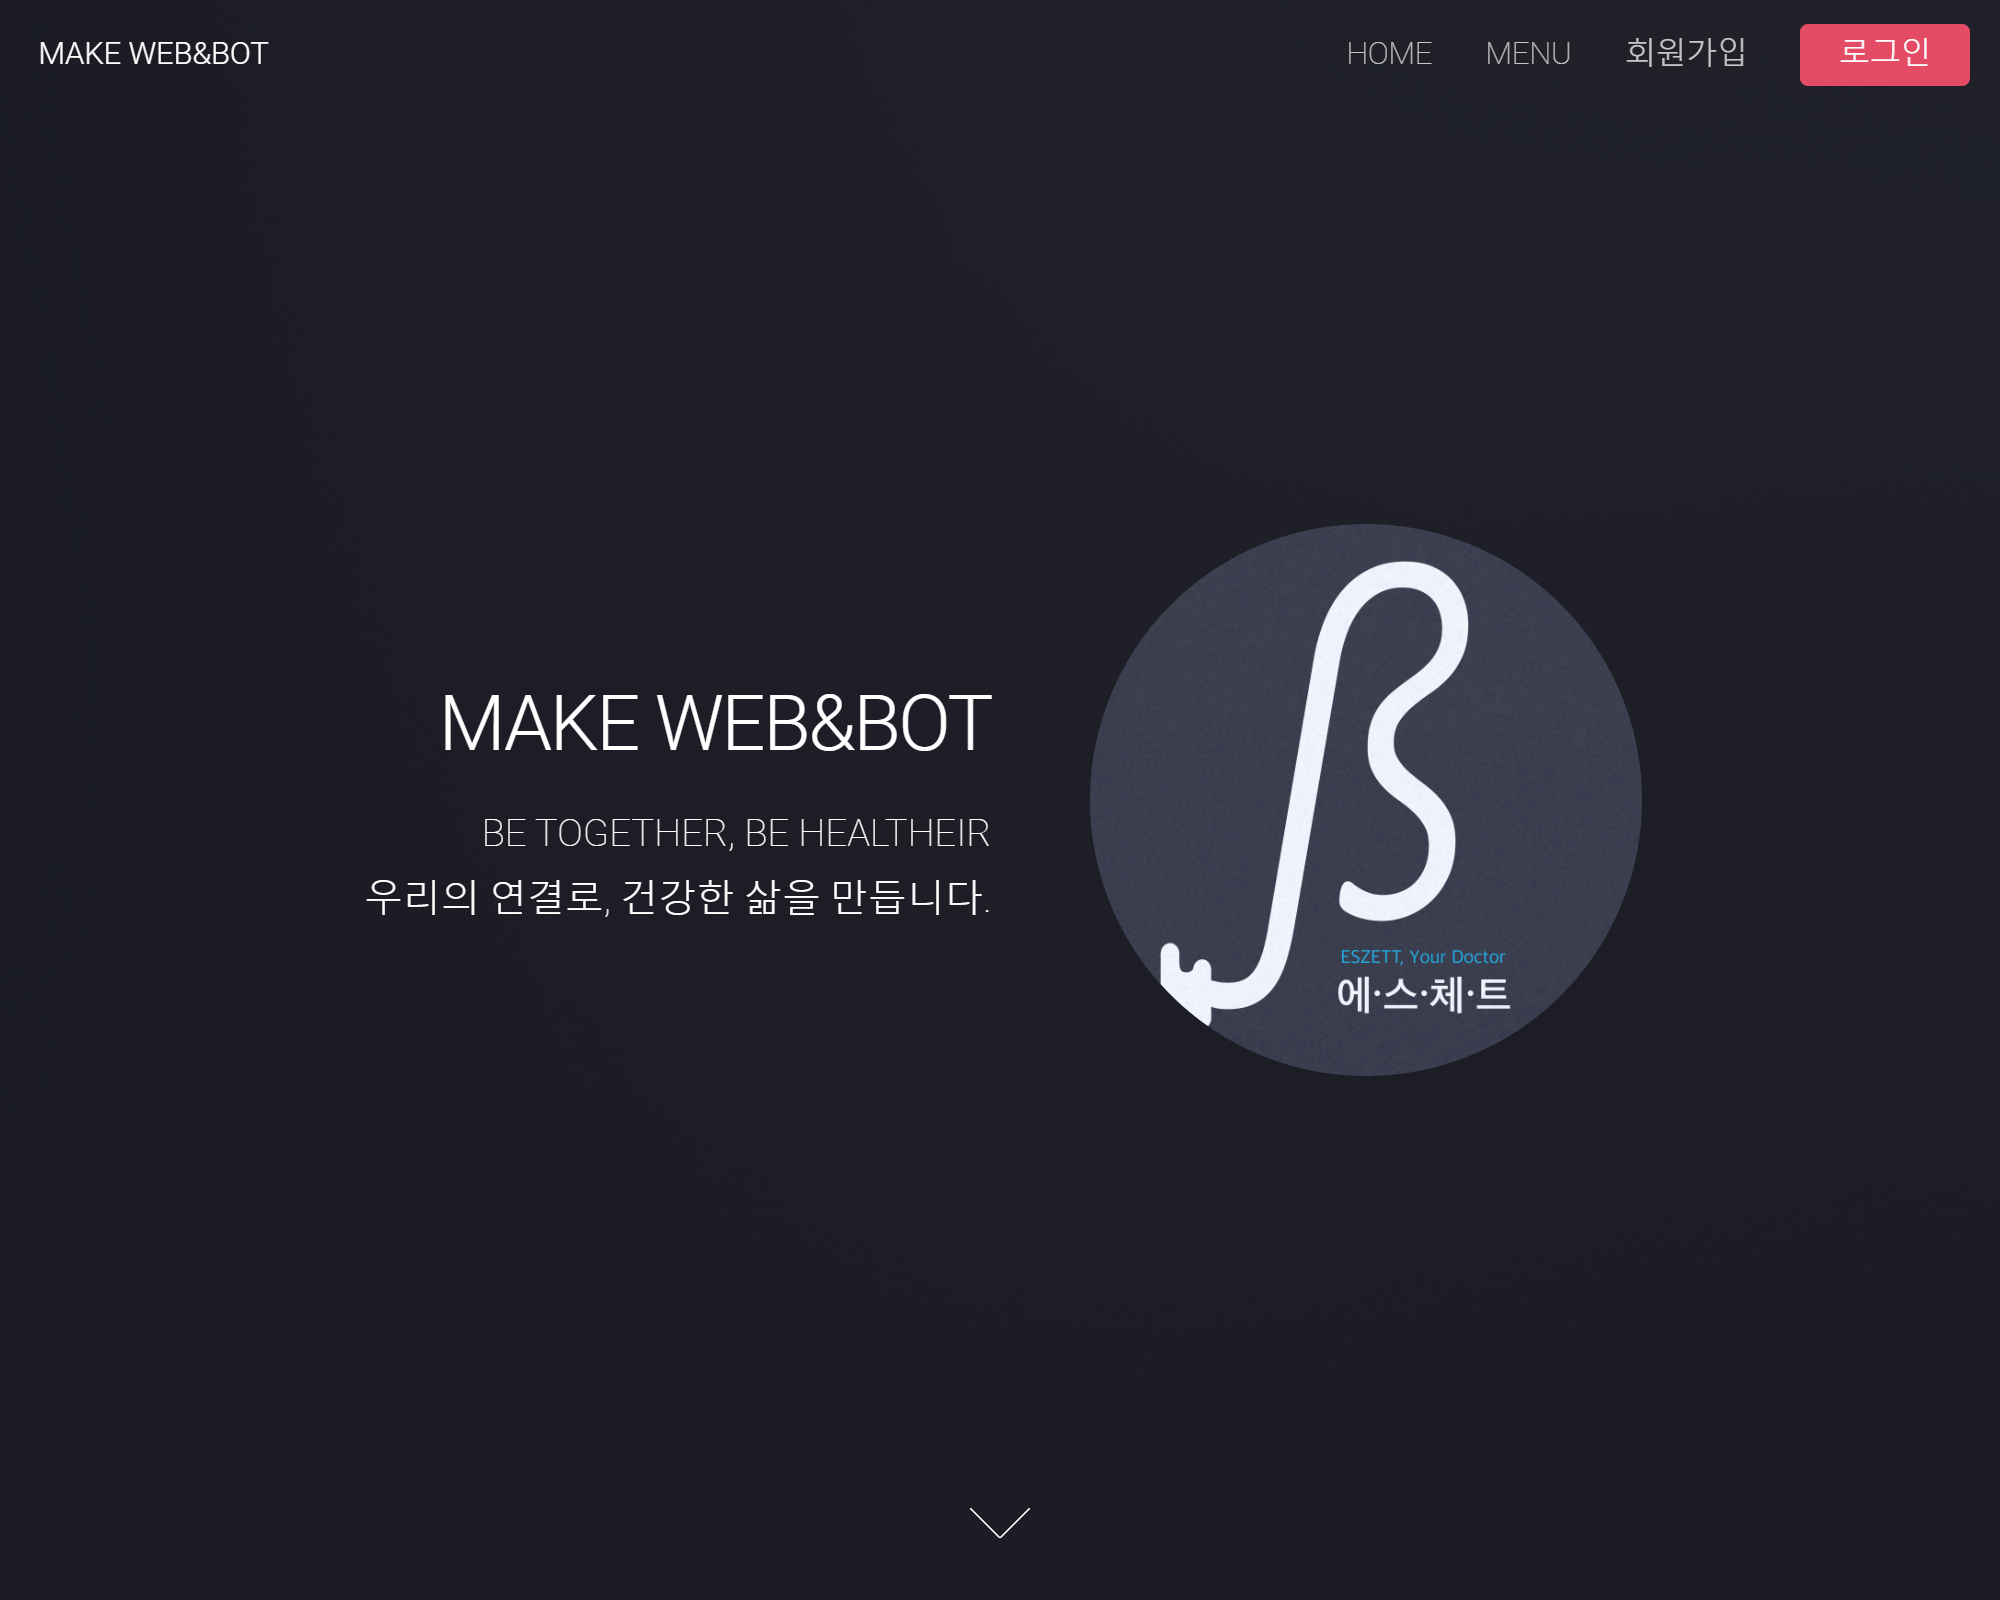 MAKE WEB&BOT
HOME MENU 회원가입 로그인
MAKE WEB&BOT
BE TOGETHER, BE HEALTHEIR
우리의 연결로, 건강한 삶을 만듭니다.
ß
ESZETT, Your Doctor
에·스·체·트